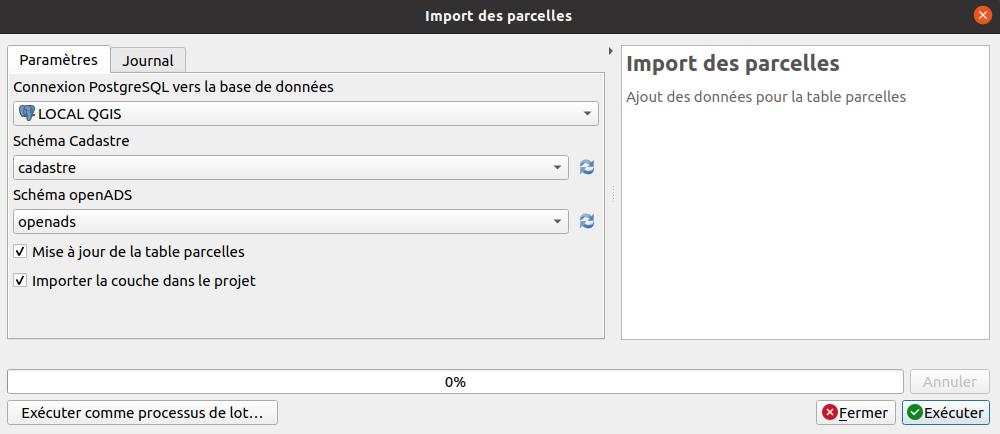 Import des parcelles
Paramètres
Journal
Connexion PostgreSQL vers la base de données
LOCAL QGIS
Schéma Cadastre
cadastre
Schéma openADS
openads
Mise à jour de la table parcelles
Importer la couche dans le projet
Import des parcelles
Ajout des données pour la table parcelles
0%
Annuler
Exécuter comme processus de lot…
Fermer
Exécuter